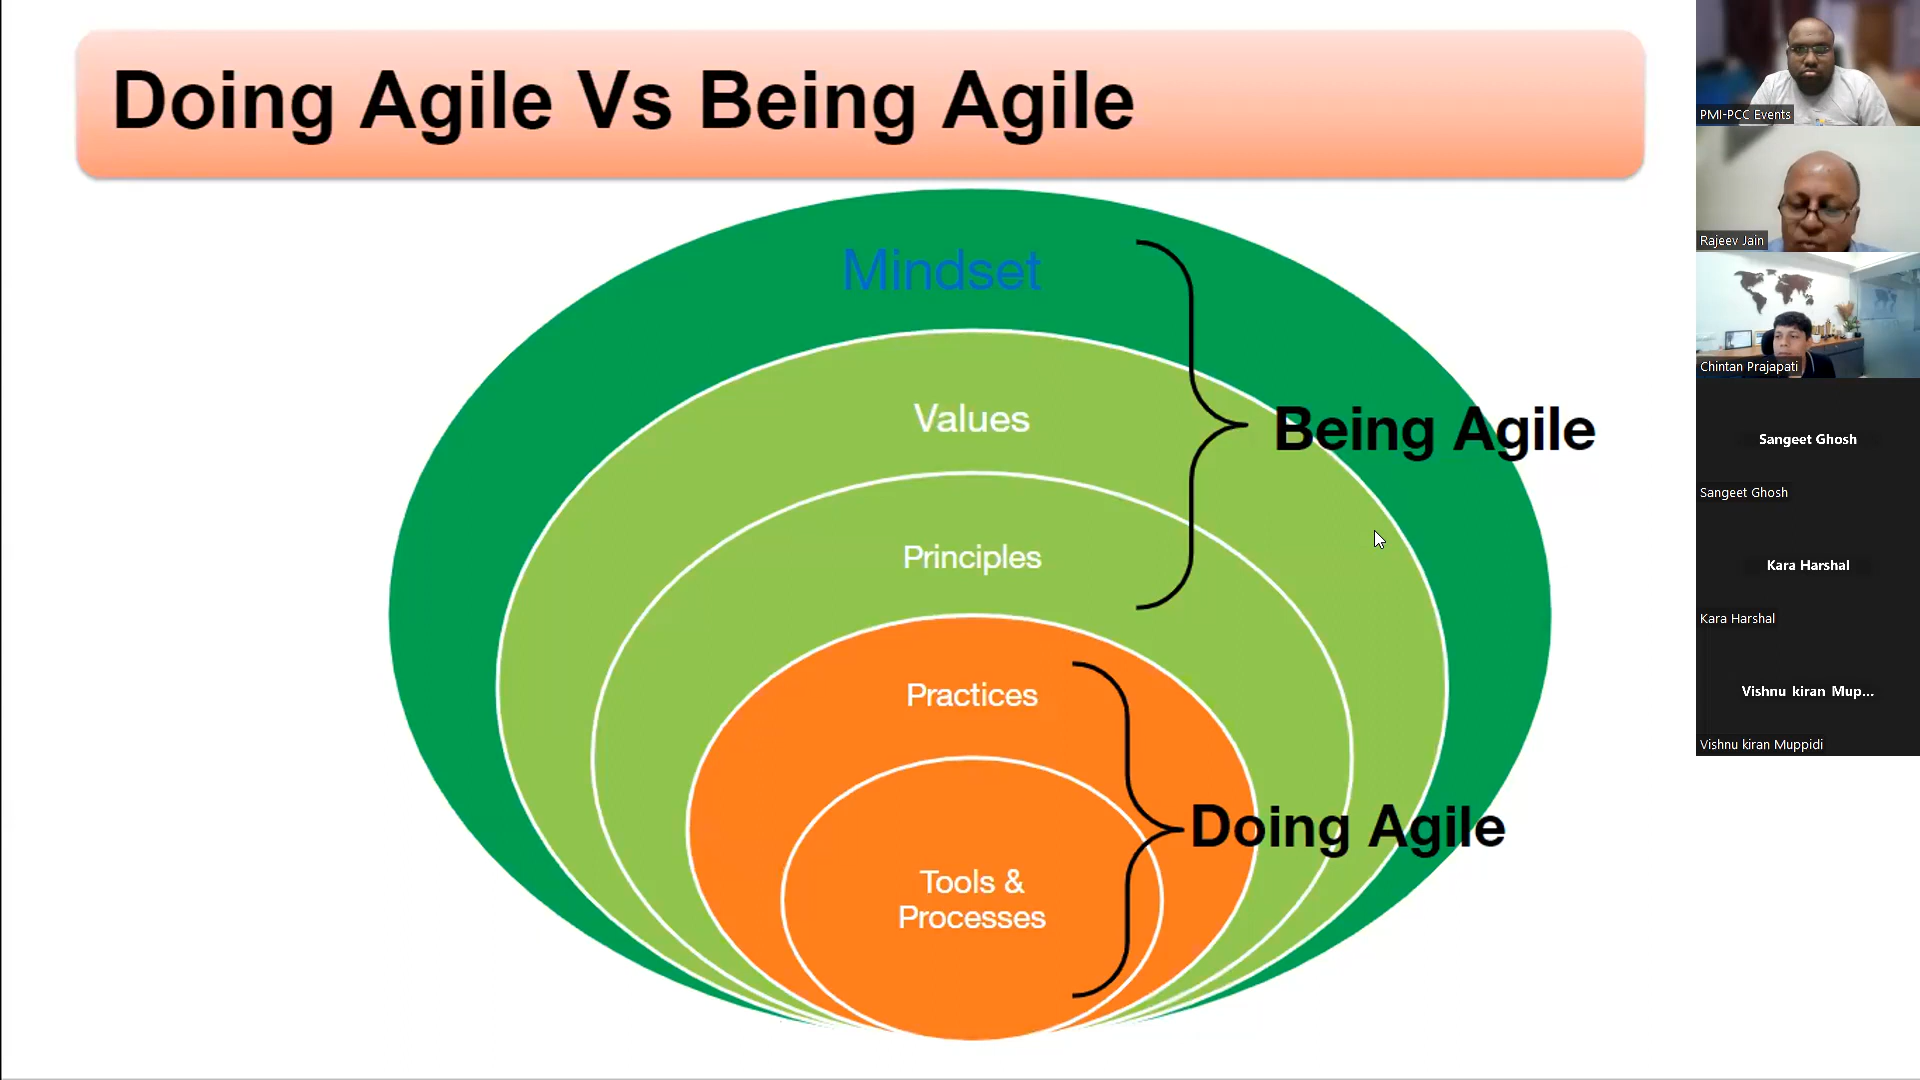 Doing Agile Vs Being Agile
Mindset
Values
Being Agile
Principles
Practices
Doing Agile
Tools &
Processes
PMI-PCC Events
Rajeev Jain
Chintan Prajapati
Sangeet Ghosh
Sangeet Ghosh
Kara Harshal
Kara Harshal
Vishnu kiran Mup...
Vishnu kiran Muppidi